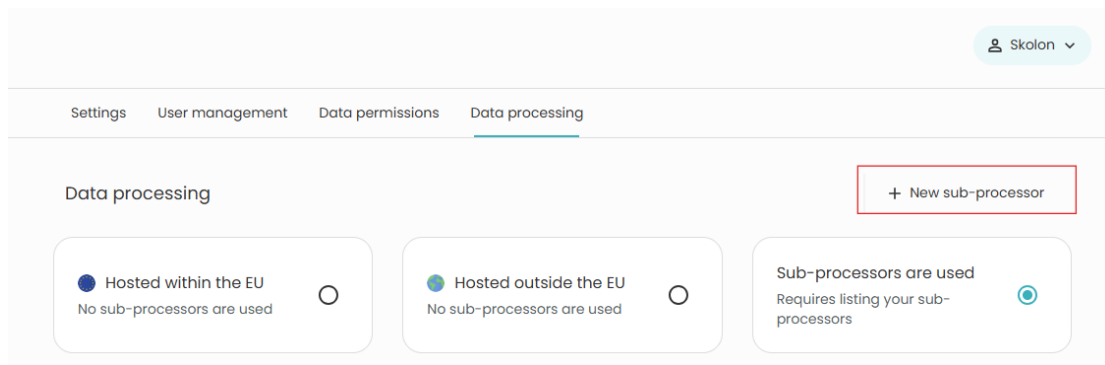 Skolon
Settings User management Data permissions Data processing
Data processing
+ New sub-processor
Hosted within the EU
No sub-processors are used
Hosted outside the EU
No sub-processors are used
Sub-processors are used
Requires listing your sub-
processors